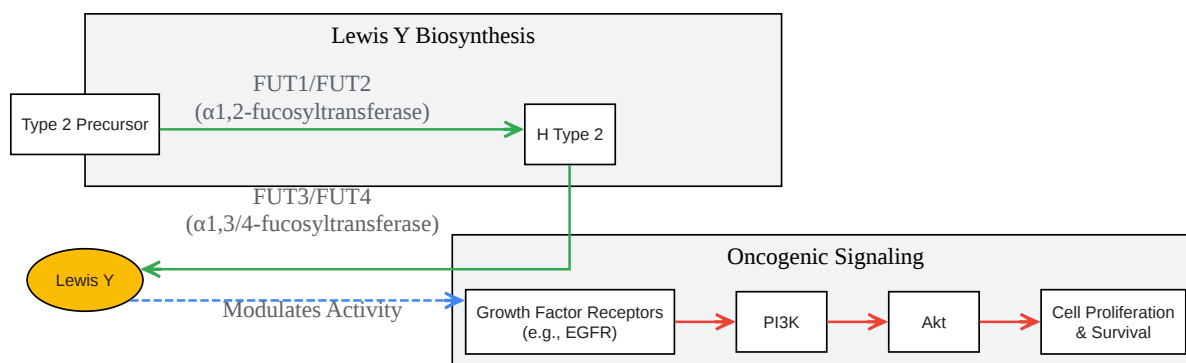 Lewis Y Biosynthesis
FUT1/FUT2
(α1,2-fucosyltransferase)
Type 2 Precursor
H Type 2
FUT3/FUT4
(α1,3/4-fucosyltransferase)
Oncogenic Signaling
Lewis Y
Modulates Activity
Growth Factor Receptors
(e.g., EGFR)
PI3K
Akt
Cell Proliferation
& Survival